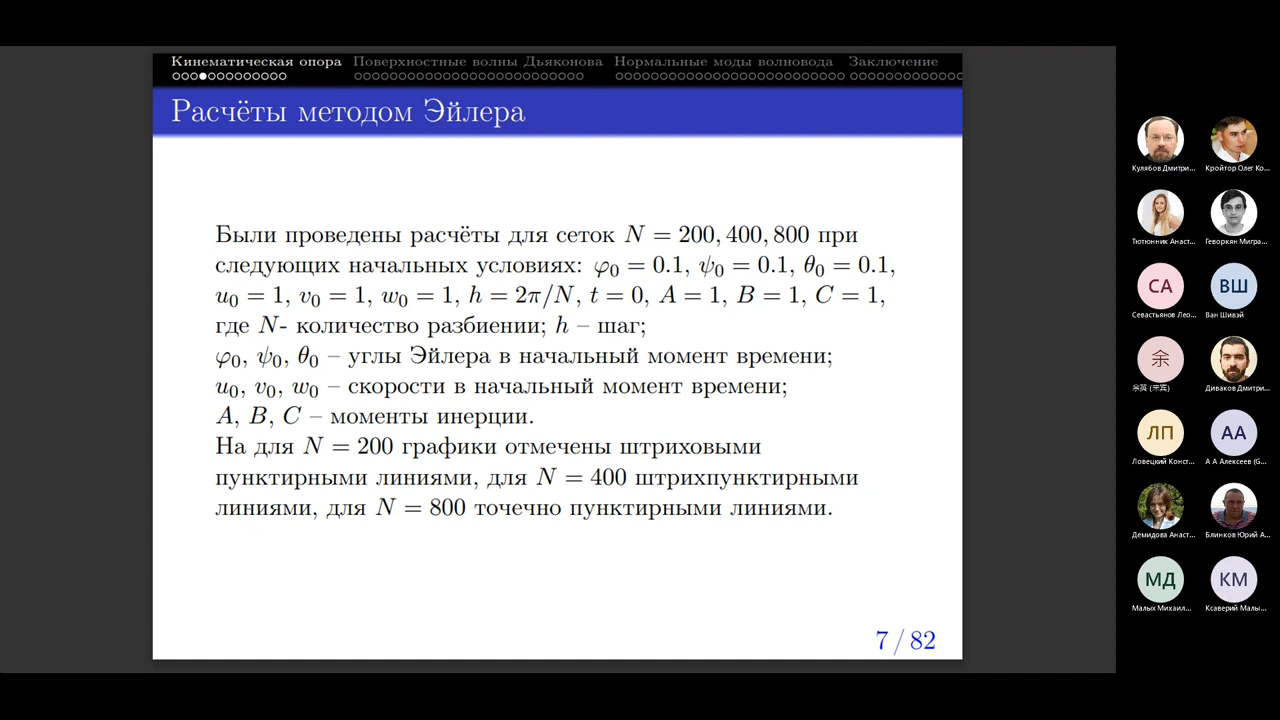 Кинематическая опора Поверхностные волны Дьяконова Нормальные моды волновода Заключение
Расчёты методом Эйлера
Были проведены расчёты для сеток N = 200, 400, 800 при
следующих начальных условиях: φ₀ = 0.1, ψ₀ = 0.1, θ₀ = 0.1,
u₀ = 1, v₀ = 1, w₀ = 1, h = 2π/N, t = 0, A = 1, B = 1, C = 1,
где N- количество разбиении; h – шаг;
φ₀, ψ₀, θ₀ – углы Эйлера в начальный момент времени;
u₀, v₀, w₀ – скорости в начальный момент времени;
A, B, C – моменты инерции.
На для N = 200 графики отмечены штриховыми
пунктирными линиями, для N = 400 штрихпунктирными
линиями, для N = 800 точечно пунктирными линиями.
7 / 82
Кулябов Дмитри... Кройтор Олег Ко...
Тютюнник Анаст... Геворкян Мигра...
СА ВШ
Севастьянов Лео... Ван Шивэй
余
余英 (来宾) Диваков Дмитри...
ЛП АА
Ловецкий Конст... А А Алексеев (G...
Демидова Анаст... Блинков Юрий А...
МД КМ
Малых Михаил... Ксаверий Малы...